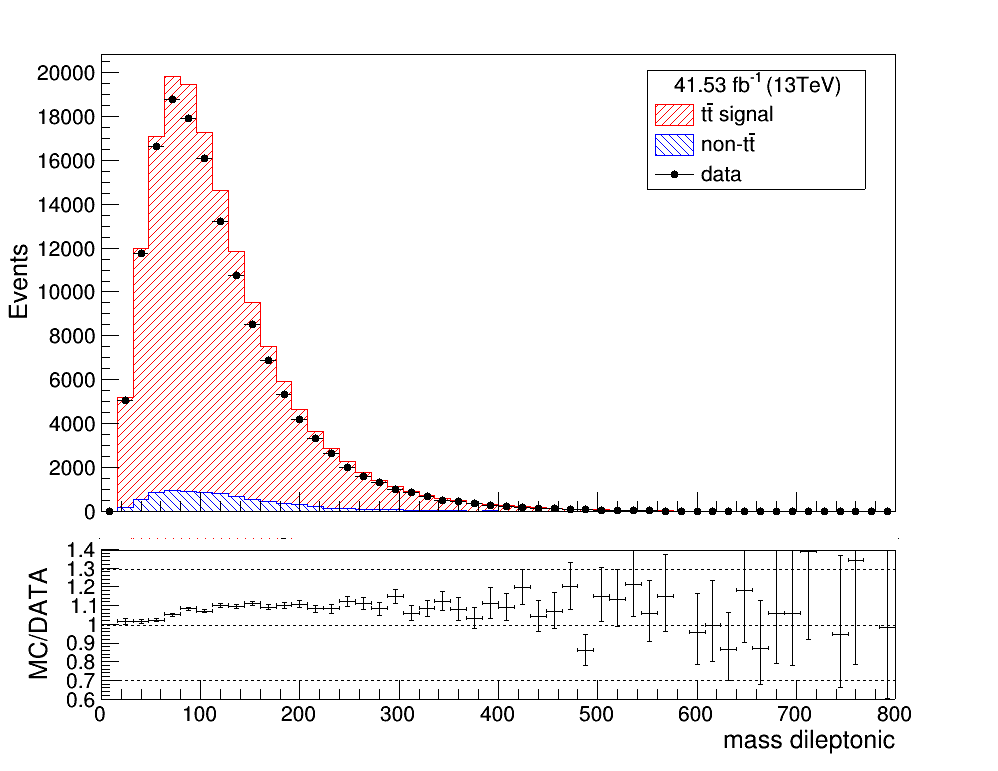 20000
18000
16000
14000
12000
10000
8000
6000
4000
2000
0
Events
41.53 fb⁻¹ (13TeV)
tt̄ signal
non-tt̄
data
1.4
1.3
1.2
1.1
1
0.9
0.8
0.7
0.6
MC/DATA
0 100 200 300 400 500 600 700 800
mass dileptonic